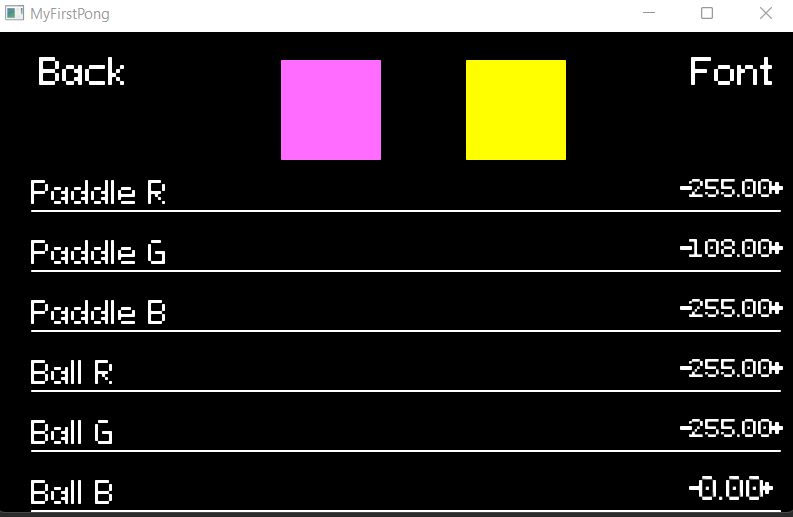 MyFirstPong
Back Font
Paddle R -255.00+
Paddle G -108.00+
Paddle B -255.00+
Ball R -255.00+
Ball G -255.00+
Ball B -0.00+